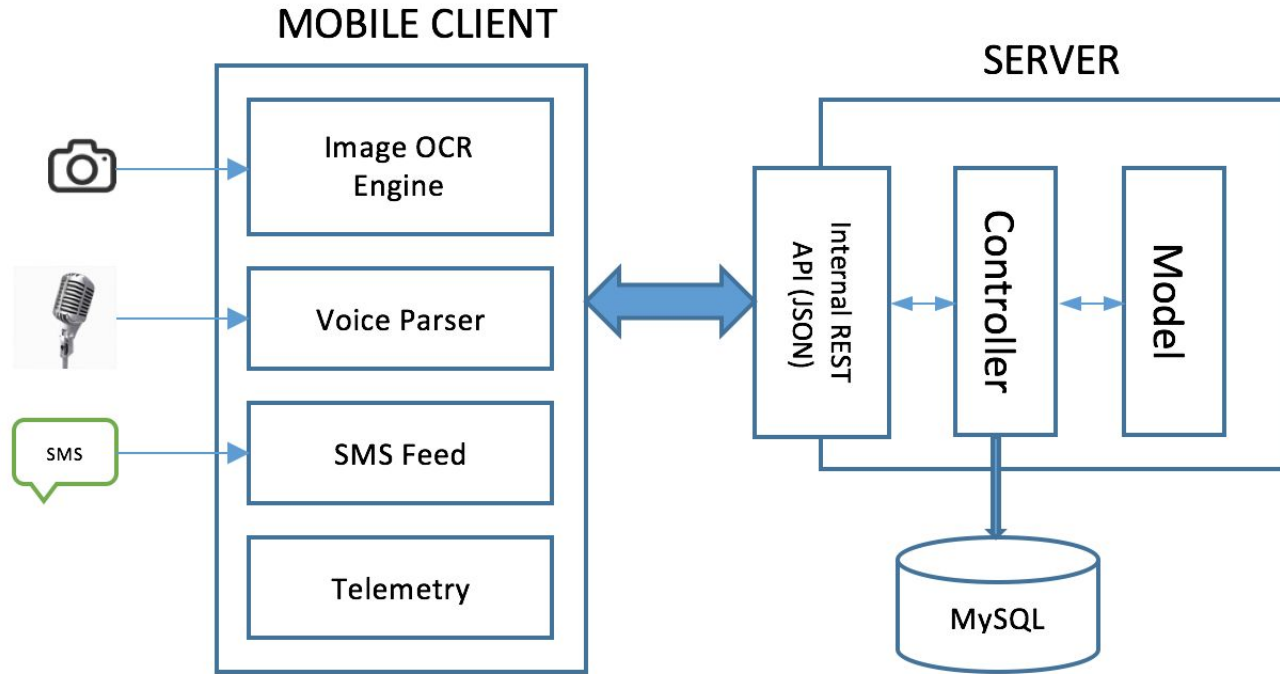 MOBILE CLIENT
SERVER
Image OCR
Engine
Voice Parser
SMS
SMS Feed
Telemetry
Internal REST
API (JSON)
Controller
Model
MySQL